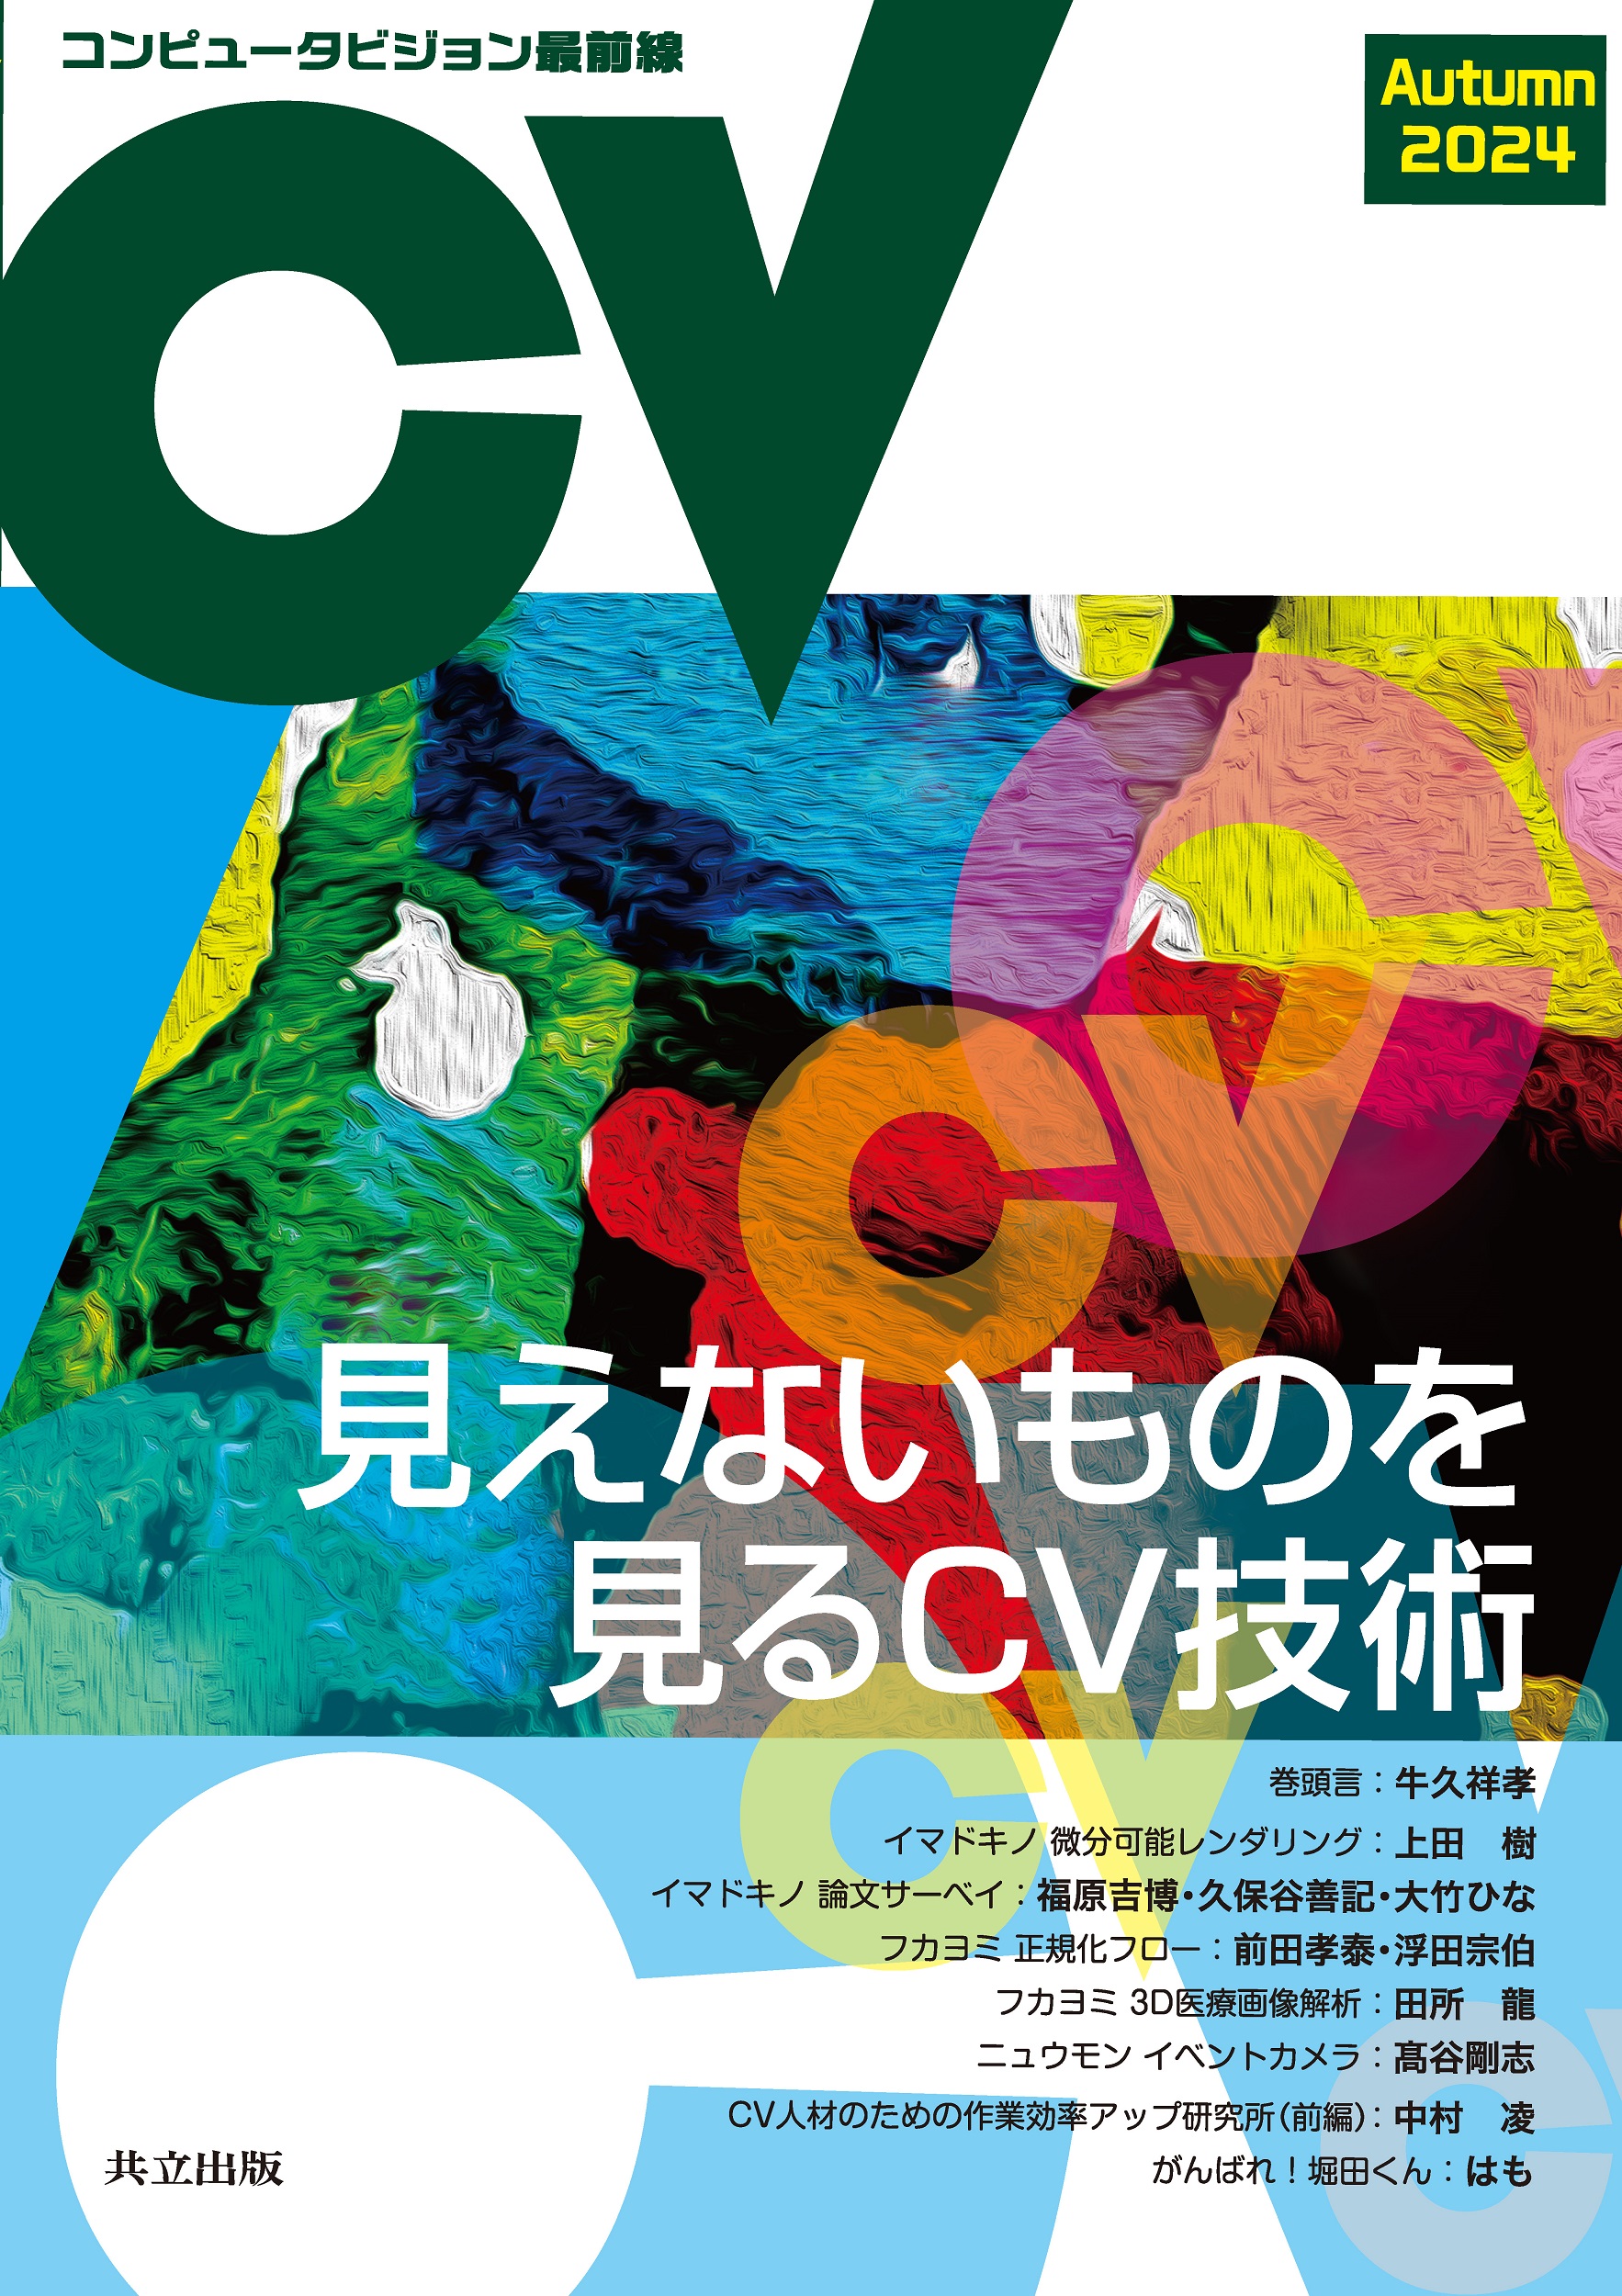 コンピュータビジョン最前線
CV
Autumn
2024
CV
CV
見えないものを
見るCV技術
CV
巻頭言：牛久祥孝
イマドキノ 微分可能レンダリング：上田　樹
イマドキノ 論文サーベイ：福原吉博・久保谷善記・大竹ひな
フカヨミ 正規化フロー：前田孝泰・浮田宗伯
フカヨミ 3D医療画像解析：田所　龍
ニュウモン イベントカメラ：髙谷剛志
CV人材のための作業効率アップ研究所（前編）：中村　凌
がんばれ！堀田くん：はも
CV
共立出版